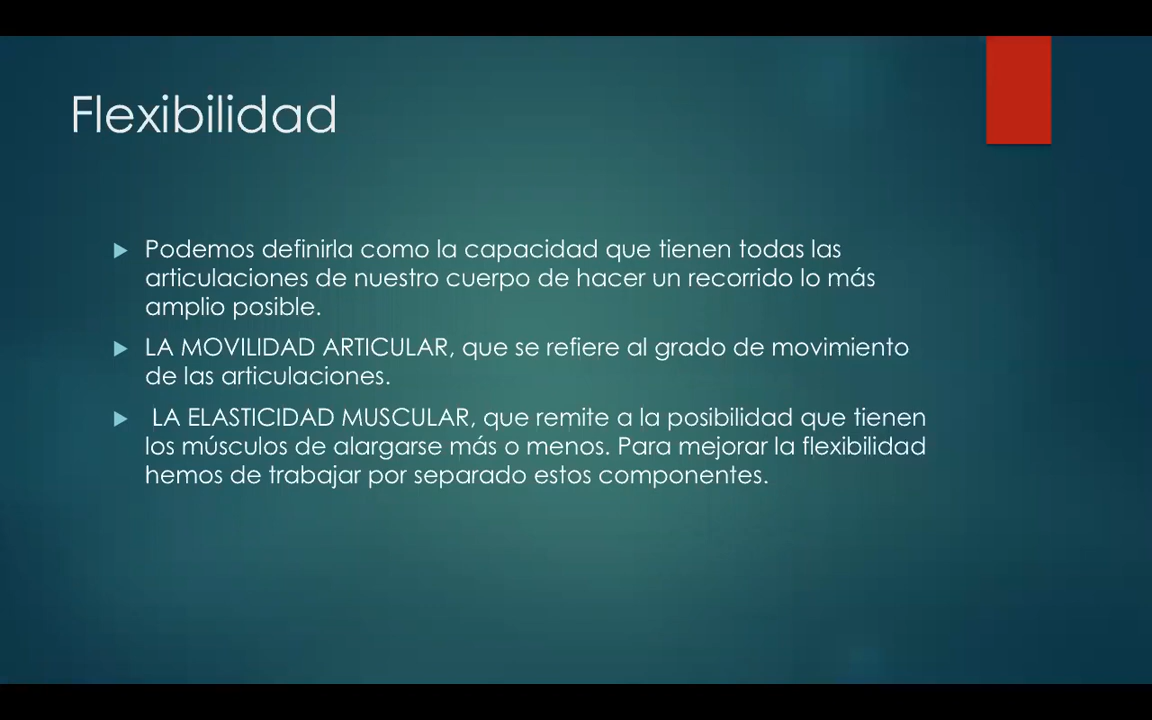 Flexibilidad
Podemos definirla como la capacidad que tienen todas las
articulaciones de nuestro cuerpo de hacer un recorrido lo más
amplio posible.
LA MOVILIDAD ARTICULAR, que se refiere al grado de movimiento
de las articulaciones.
LA ELASTICIDAD MUSCULAR, que remite a la posibilidad que tienen
los músculos de alargarse más o menos. Para mejorar la flexibilidad
hemos de trabajar por separado estos componentes.